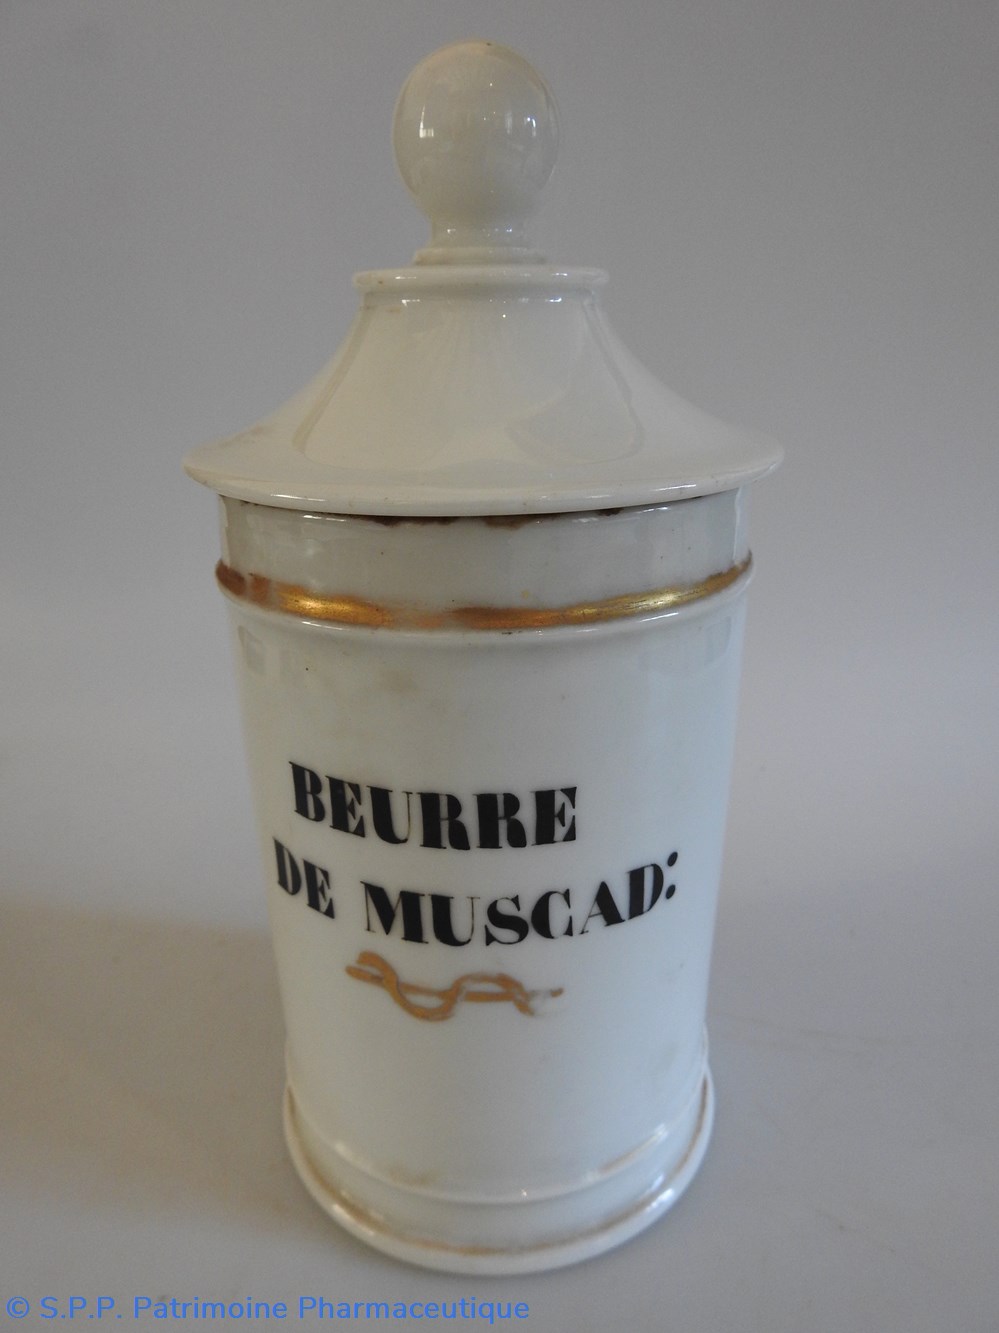 BEURRE
DE MUSCAD:
© S.P.P. Patrimoine Pharmaceutique